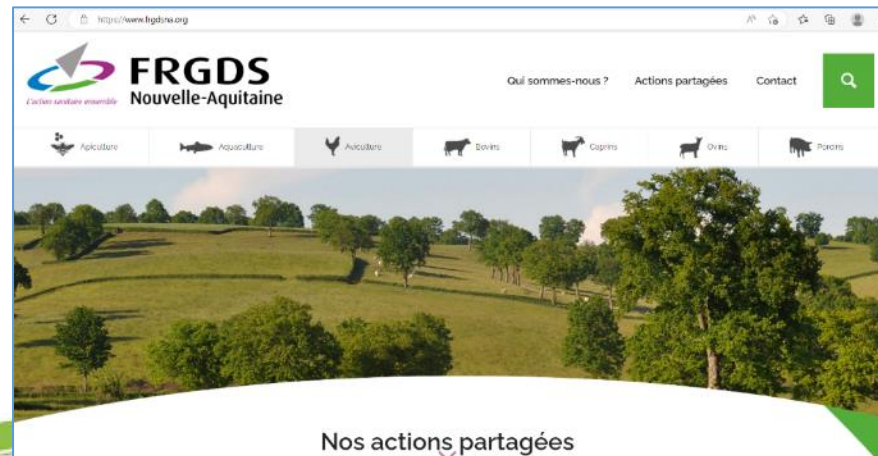 https://www.frgdsna.org
FRGDS
Nouvelle-Aquitaine
L'action sanitaire ensemble
Qui sommes-nous ?
Actions partagées
Contact
Apiculture
Aquaculture
Aviculture
Bovins
Caprins
Ovins
Porcins
Nos actions partagées